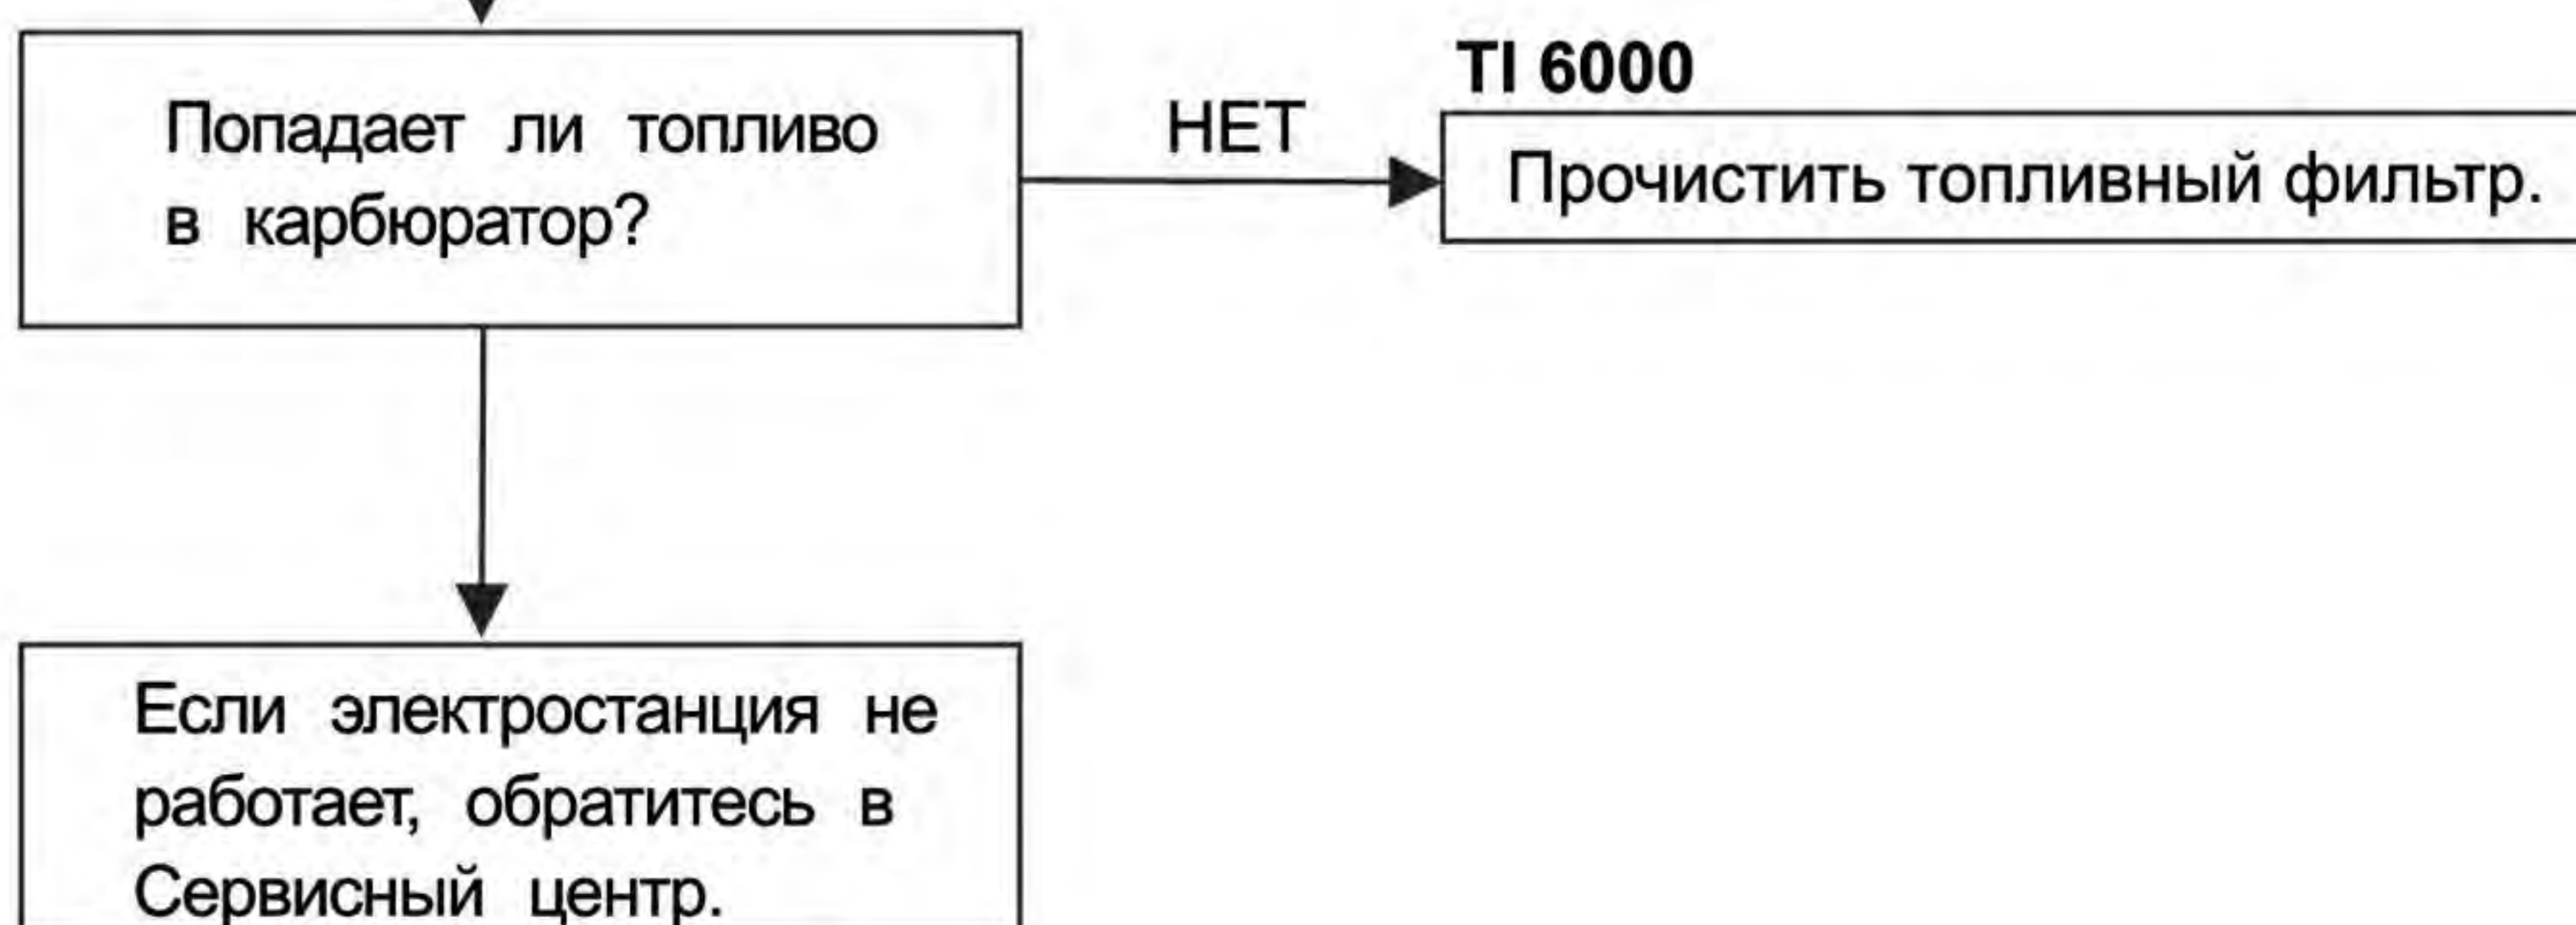 Попадает ли топливо
в карбюратор?
НЕТ
TI 6000
Прочистить топливный фильтр.
Если электростанция не
работает, обратитесь в
Сервисный центр.